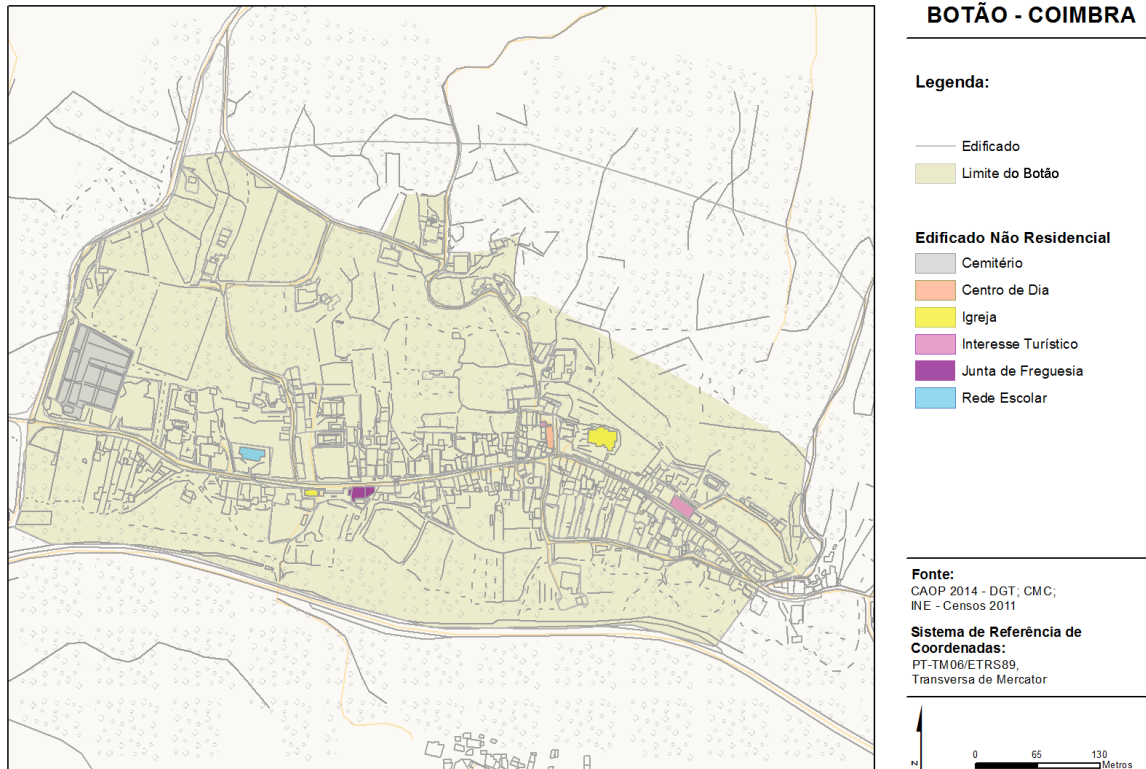 BOTÃO - COIMBRA
Legenda:
Edificado
Limite do Botão
Edificado Não Residencial
Cemitério
Centro de Dia
Igreja
Interesse Turístico
Junta de Freguesia
Rede Escolar
Fonte:
CAOP 2014 - DGT; CMC;
INE - Censos 2011
Sistema de Referência de
Coordenadas:
PT-TM06/ETRS89,
Transversa de Mercator
N
0 65 130
Metros